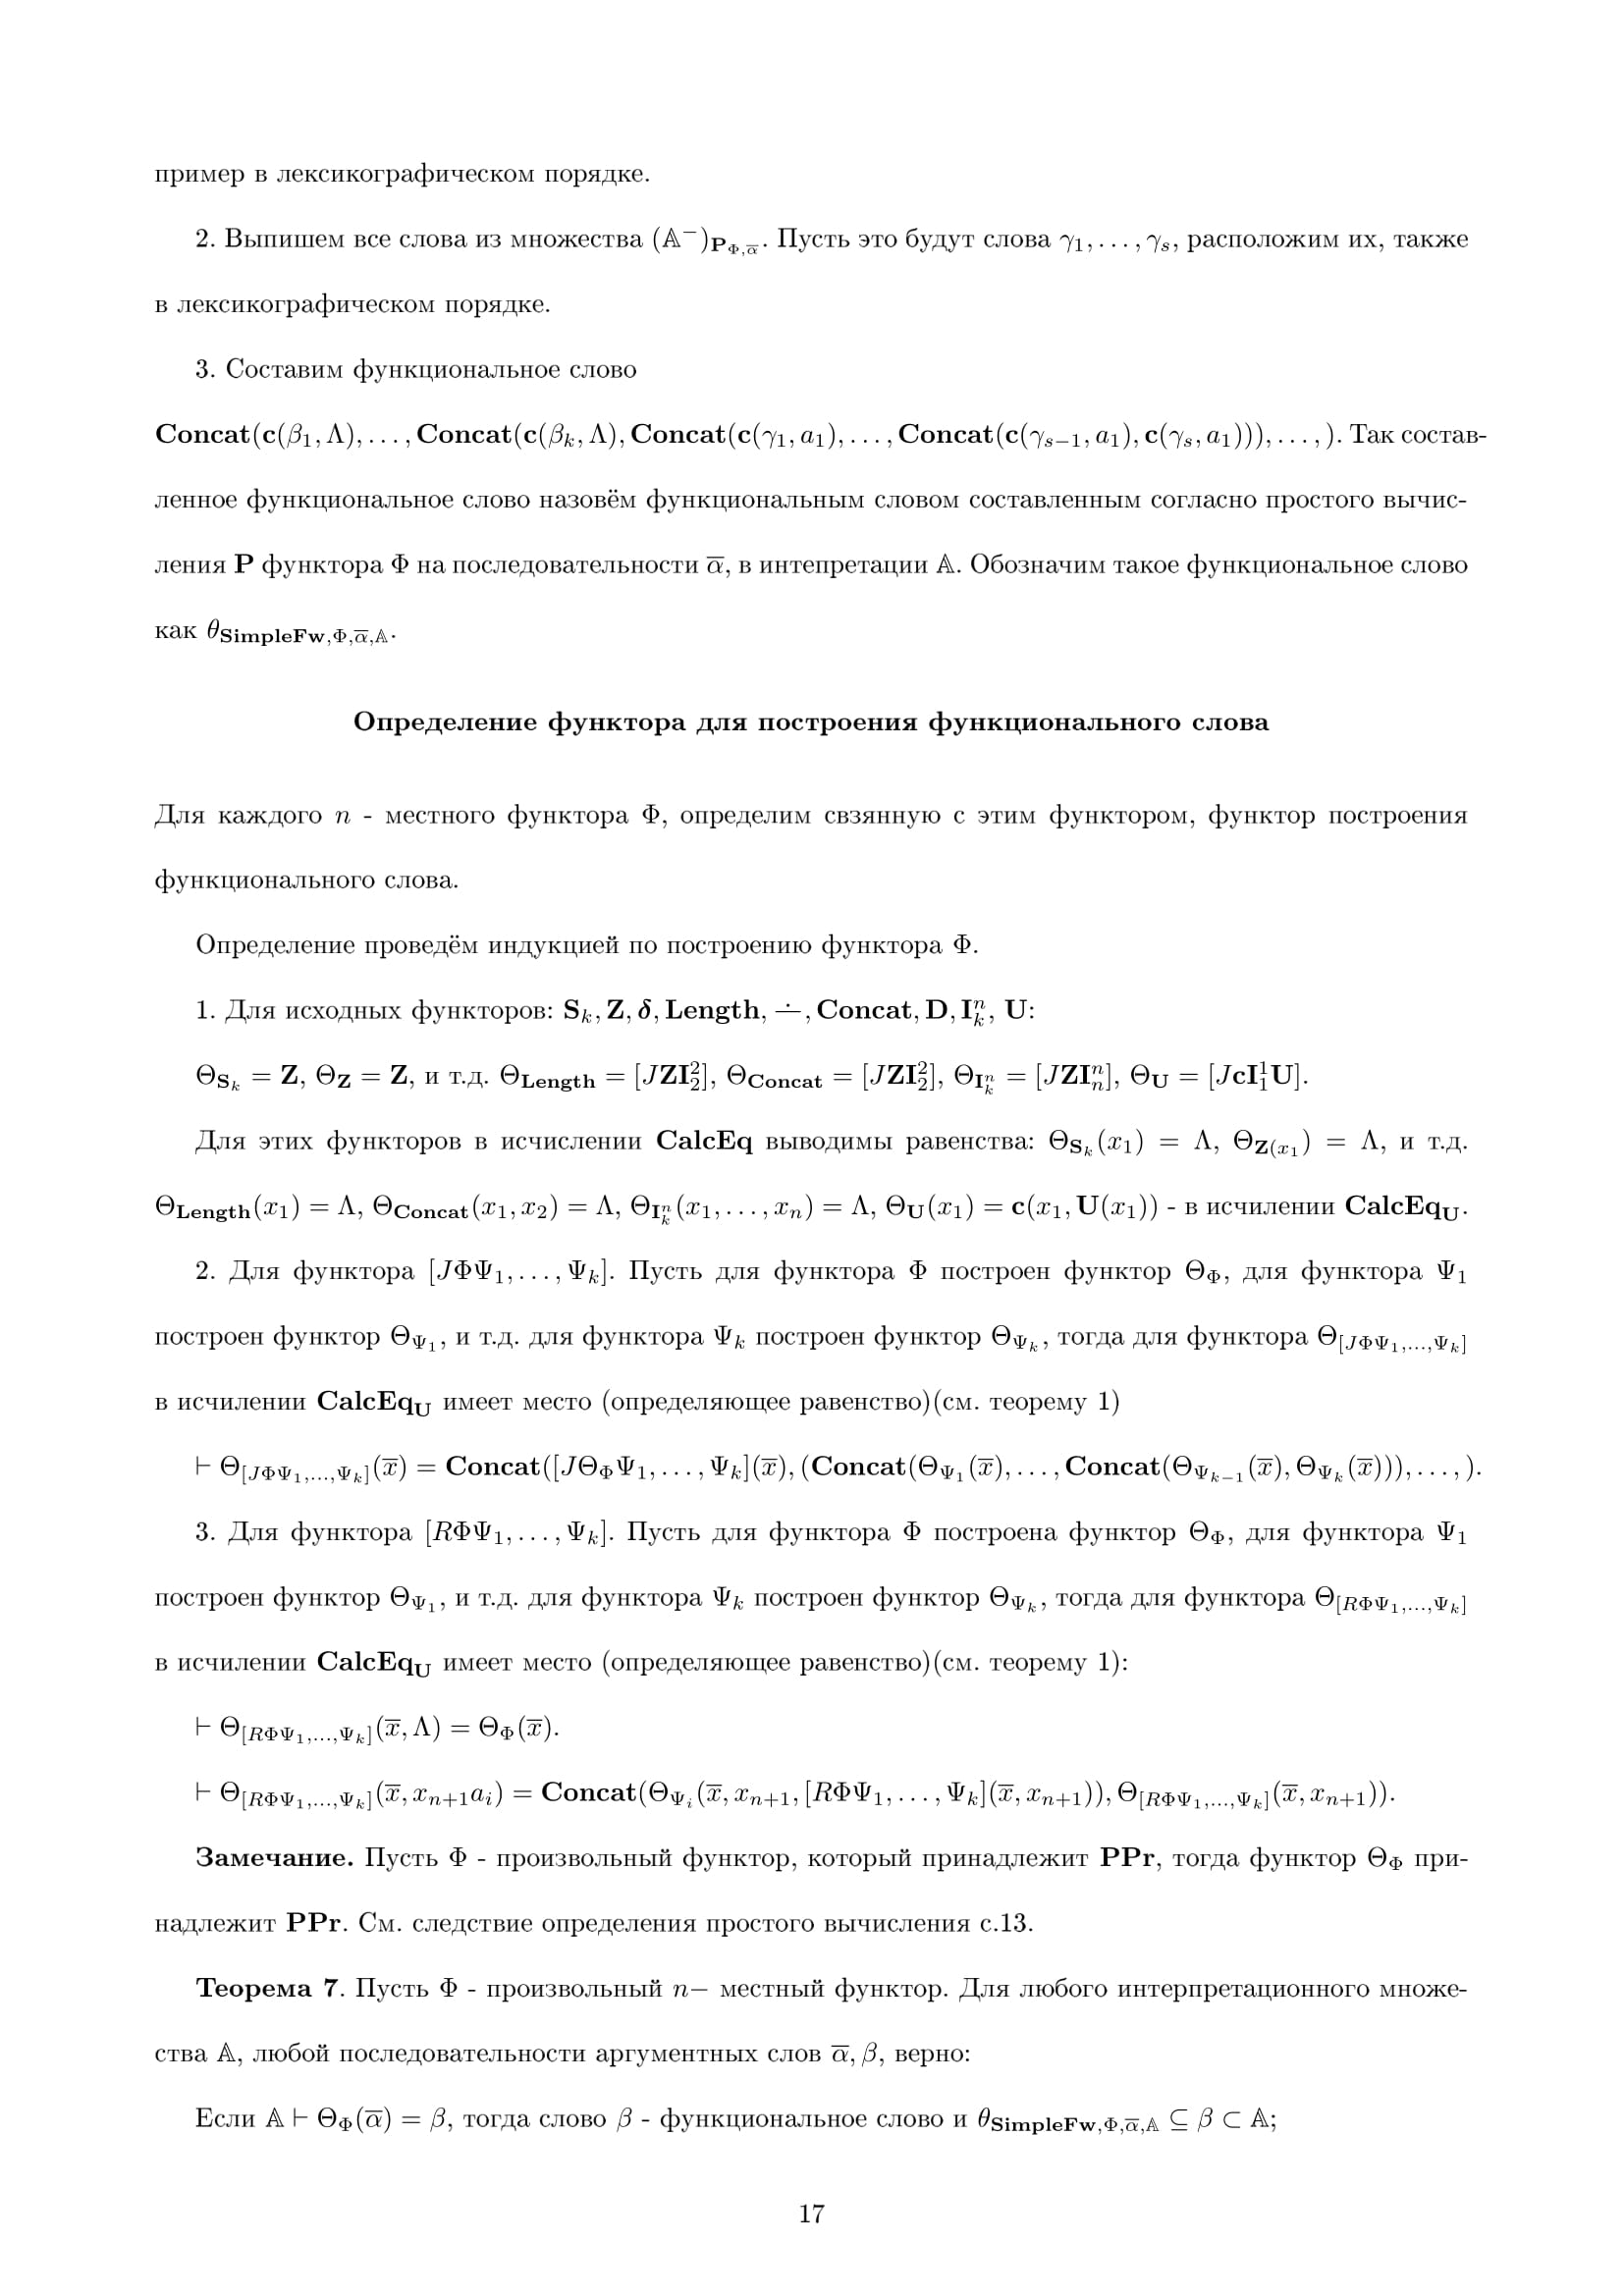 пример в лексикографическом порядке.
2. Выпишем все слова из множества $(\mathbb{A}^-)_{\mathbf{P}_{\Phi,\overline{\alpha}}}$. Пусть это будут слова $\gamma_1, \ldots, \gamma_s$, расположим их, также
в лексикографическом порядке.
3. Составим функциональное слово
$\mathbf{Concat}(\mathbf{c}(\beta_1, \Lambda), \ldots, \mathbf{Concat}(\mathbf{c}(\beta_k, \Lambda), \mathbf{Concat}(\mathbf{c}(\gamma_1, a_1), \ldots, \mathbf{Concat}(\mathbf{c}(\gamma_{s-1}, a_1), \mathbf{c}(\gamma_s, a_1))), \ldots, )$. Так состав-
ленное функциональное слово назовём функциональным словом составленным согласно простого вычис-
ления $\mathbf{P}$ функтора $\Phi$ на последовательности $\overline{\alpha}$, в интепретации $\mathbb{A}$. Обозначим такое функциональное слово
как $\theta_{\mathbf{SimpleFw},\Phi,\overline{\alpha},\mathbb{A}}$.
Определение функтора для построения функционального слова
Для каждого $n$ - местного функтора $\Phi$, определим свзянную с этим функтором, функтор построения
функционального слова.
Определение проведём индукцией по построению функтора $\Phi$.
1. Для исходных функторов: $\mathbf{S}_k, \mathbf{Z}, \boldsymbol{\delta}, \mathbf{Length}, \dot{-}, \mathbf{Concat}, \mathbf{D}, \mathbf{I}_k^n$, $\mathbf{U}$:
$\Theta_{\mathbf{S}_k} = \mathbf{Z}$, $\Theta_{\mathbf{Z}} = \mathbf{Z}$, и т.д. $\Theta_{\mathbf{Length}} = [J\mathbf{Z}\mathbf{I}_2^2]$, $\Theta_{\mathbf{Concat}} = [J\mathbf{Z}\mathbf{I}_2^2]$, $\Theta_{\mathbf{I}_k^n} = [J\mathbf{Z}\mathbf{I}_n^n]$, $\Theta_{\mathbf{U}} = [J\mathbf{c}\mathbf{I}_1^1\mathbf{U}]$.
Для этих функторов в исчислении $\mathbf{CalcEq}$ выводимы равенства: $\Theta_{\mathbf{S}_k}(x_1) = \Lambda$, $\Theta_{\mathbf{Z}(x_1}) = \Lambda$, и т.д.
$\Theta_{\mathbf{Length}}(x_1) = \Lambda$, $\Theta_{\mathbf{Concat}}(x_1, x_2) = \Lambda$, $\Theta_{\mathbf{I}_k^n}(x_1, \ldots, x_n) = \Lambda$, $\Theta_{\mathbf{U}}(x_1) = \mathbf{c}(x_1, \mathbf{U}(x_1))$ - в исчилении $\mathbf{CalcEq_U}$.
2. Для функтора $[J\Phi\Psi_1, \ldots, \Psi_k]$. Пусть для функтора $\Phi$ построен функтор $\Theta_\Phi$, для функтора $\Psi_1$
построен функтор $\Theta_{\Psi_1}$, и т.д. для функтора $\Psi_k$ построен функтор $\Theta_{\Psi_k}$, тогда для функтора $\Theta_{[J\Phi\Psi_1,\ldots,\Psi_k]}$
в исчилении $\mathbf{CalcEq_U}$ имеет место (определяющее равенство)(см. теорему 1)
$\vdash \Theta_{[J\Phi\Psi_1,\ldots,\Psi_k]}(\overline{x}) = \mathbf{Concat}([J\Theta_\Phi\Psi_1, \ldots, \Psi_k](\overline{x}), (\mathbf{Concat}(\Theta_{\Psi_1}(\overline{x}), \ldots, \mathbf{Concat}(\Theta_{\Psi_{k-1}}(\overline{x}), \Theta_{\Psi_k}(\overline{x}))), \ldots, )$.
3. Для функтора $[R\Phi\Psi_1, \ldots, \Psi_k]$. Пусть для функтора $\Phi$ построена функтор $\Theta_\Phi$, для функтора $\Psi_1$
построен функтор $\Theta_{\Psi_1}$, и т.д. для функтора $\Psi_k$ построен функтор $\Theta_{\Psi_k}$, тогда для функтора $\Theta_{[R\Phi\Psi_1,\ldots,\Psi_k]}$
в исчилении $\mathbf{CalcEq_U}$ имеет место (определяющее равенство)(см. теорему 1):
$\vdash \Theta_{[R\Phi\Psi_1,\ldots,\Psi_k]}(\overline{x}, \Lambda) = \Theta_\Phi(\overline{x})$.
$\vdash \Theta_{[R\Phi\Psi_1,\ldots,\Psi_k]}(\overline{x}, x_{n+1}a_i) = \mathbf{Concat}(\Theta_{\Psi_i}(\overline{x}, x_{n+1}, [R\Phi\Psi_1, \ldots, \Psi_k](\overline{x}, x_{n+1})), \Theta_{[R\Phi\Psi_1,\ldots,\Psi_k]}(\overline{x}, x_{n+1}))$.
Замечание. Пусть $\Phi$ - произвольный функтор, который принадлежит $\mathbf{PPr}$, тогда функтор $\Theta_\Phi$ при-
надлежит $\mathbf{PPr}$. См. следствие определения простого вычисления с.13.
Теорема 7. Пусть $\Phi$ - произвольный $n-$ местный функтор. Для любого интерпретационного множе-
ства $\mathbb{A}$, любой последовательности аргументных слов $\overline{\alpha}, \beta$, верно:
Если $\mathbb{A} \vdash \Theta_\Phi(\overline{\alpha}) = \beta$, тогда слово $\beta$ - функциональное слово и $\theta_{\mathbf{SimpleFw},\Phi,\overline{\alpha},\mathbb{A}} \subseteq \beta \subset \mathbb{A}$;
17